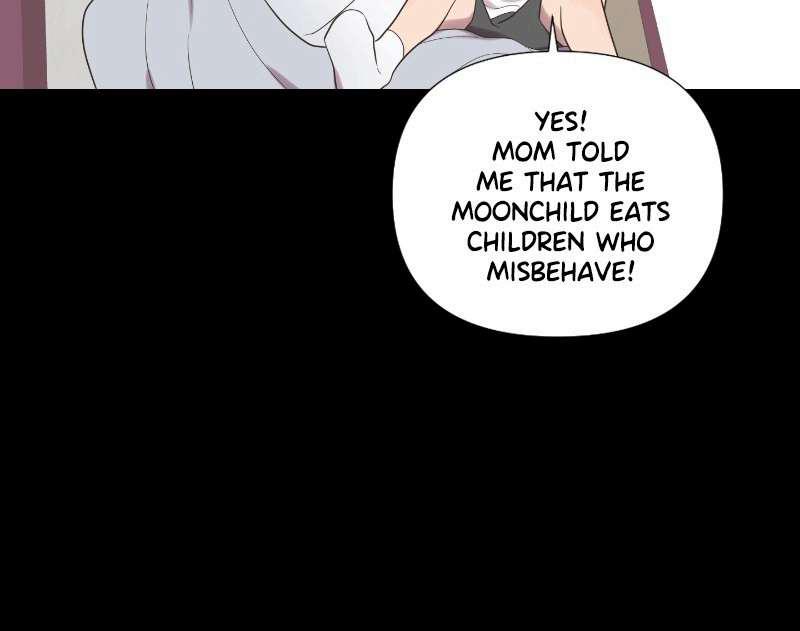 YES!
MOM TOLD
ME THAT THE
MOONCHILD EATS
CHILDREN WHO
MISBEHAVE!